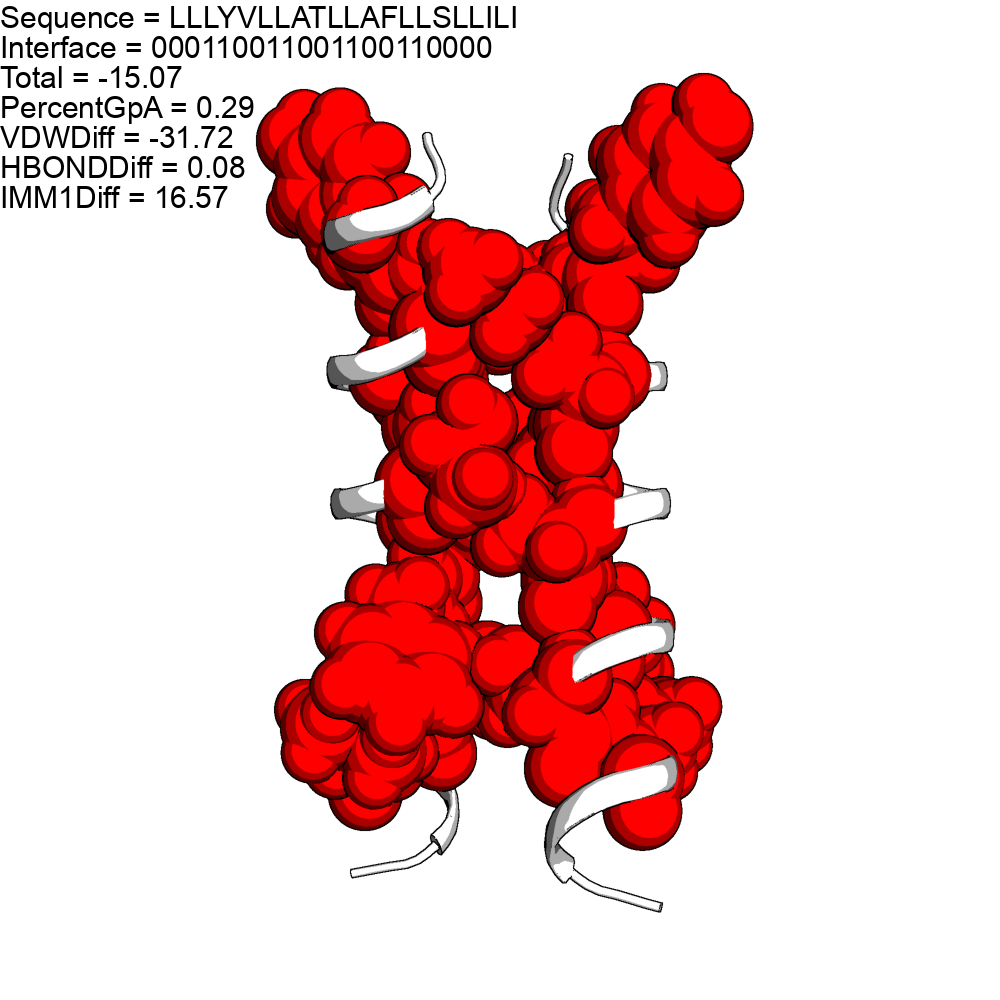 Sequence = LLLYVLLATLLAFLLSLLILI
Interface = 000110011001100110000
Total = -15.07
PercentGpA = 0.29
VDWDiff = -31.72
HBONDDiff = 0.08
IMM1Diff = 16.57